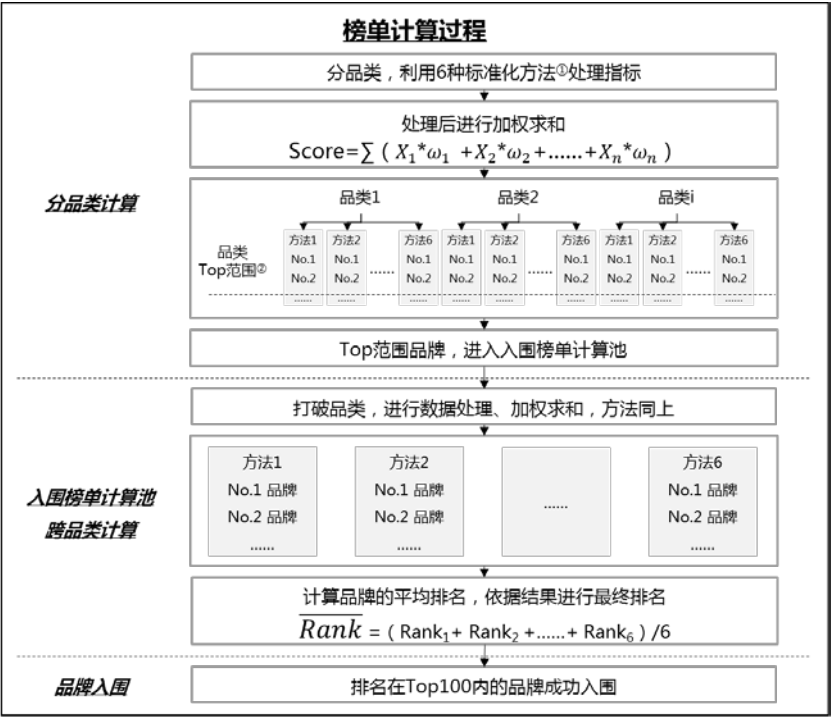 榜单计算过程
分品类，利用6种标准化方法①处理指标
处理后进行加权求和
Score=∑（X₁*ω₁ +X₂*ω₂+......+Xₙ*ωₙ）
分品类计算
品类1 品类2 品类i
品类
Top范围②
方法1 方法2 方法6 方法1 方法2 方法6 方法1 方法2 方法6
No.1 No.1 No.1 No.1 No.1 No.1 No.1 No.1 No.1
No.2 No.2 ...... No.2 No.2 No.2 ...... No.2 No.2 No.2 ...... No.2
...... ...... ...... ...... ...... ...... ...... ...... ......
Top范围品牌，进入入围榜单计算池
打破品类，进行数据处理、加权求和，方法同上
入围榜单计算池
跨品类计算
方法1 方法2 方法6
No.1 品牌 No.1 品牌 ...... No.1 品牌
No.2 品牌 No.2 品牌 No.2 品牌
...... ...... ......
计算品牌的平均排名，依据结果进行最终排名
Rank =（Rank₁+ Rank₂ +......+ Rank₆）/6
品牌入围
排名在Top100内的品牌成功入围